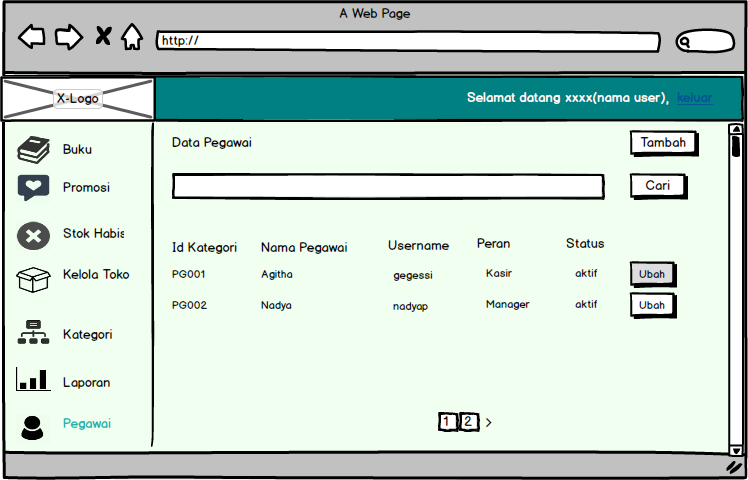 A Web Page
http://
X-Logo
Selamat datang xxxx(nama user), keluar
Buku
Promosi
Stok Habis
Kelola Toko
Kategori
Laporan
Pegawai
Data Pegawai
Tambah
Cari
Id Kategori Nama Pegawai Username Peran Status
PG001 Agitha gegessi Kasir aktif Ubah
PG002 Nadya nadyap Manager aktif Ubah
1 2 >